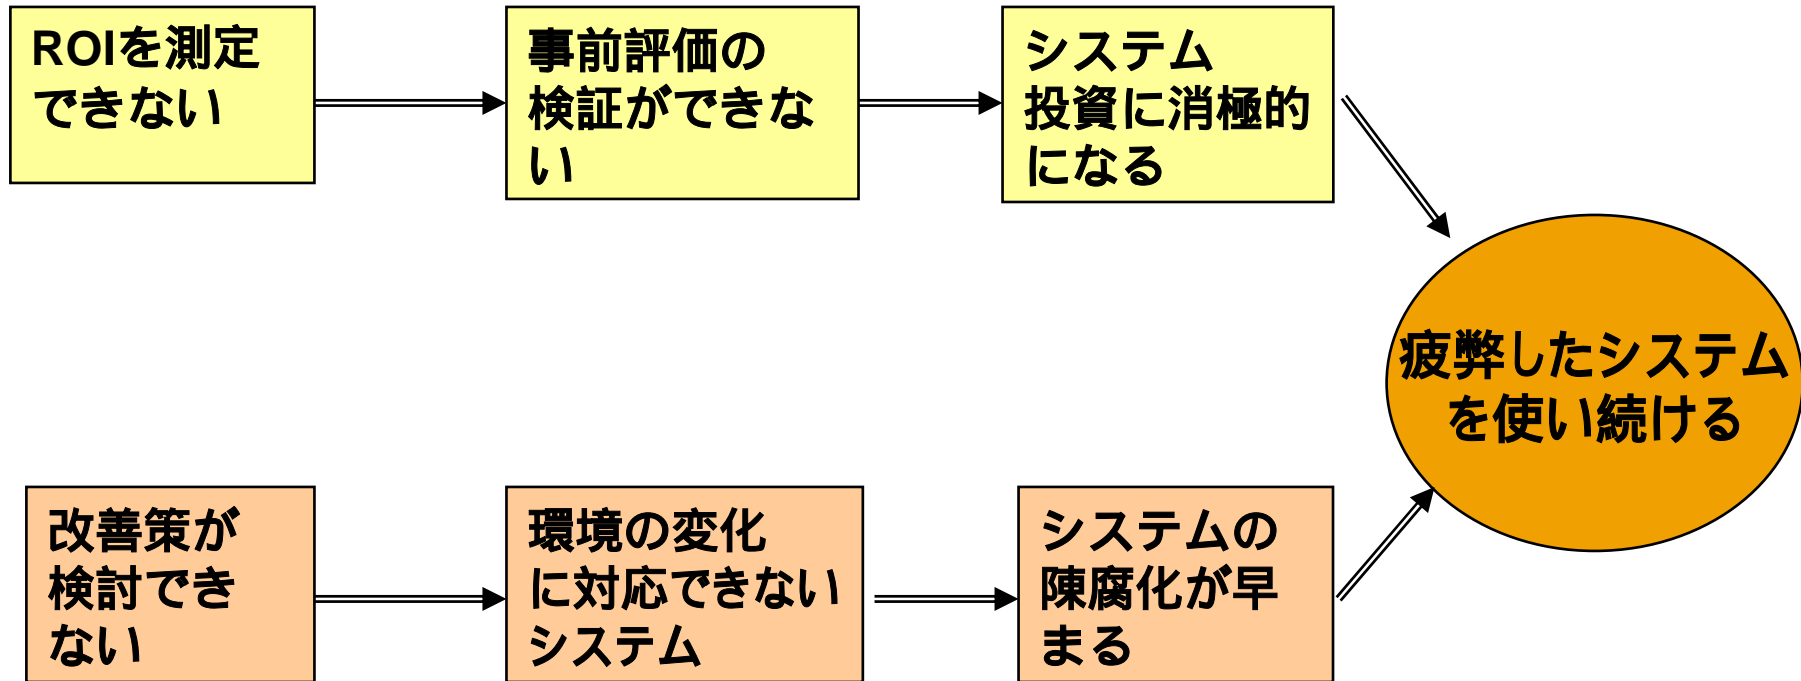 ROIを測定
できない
事前評価の
検証ができな
い
システム
投資に消極的
になる
疲弊したシステム
を使い続ける
改善策が
検討でき
ない
環境の変化
に対応できない
システム
システムの
陳腐化が早
まる